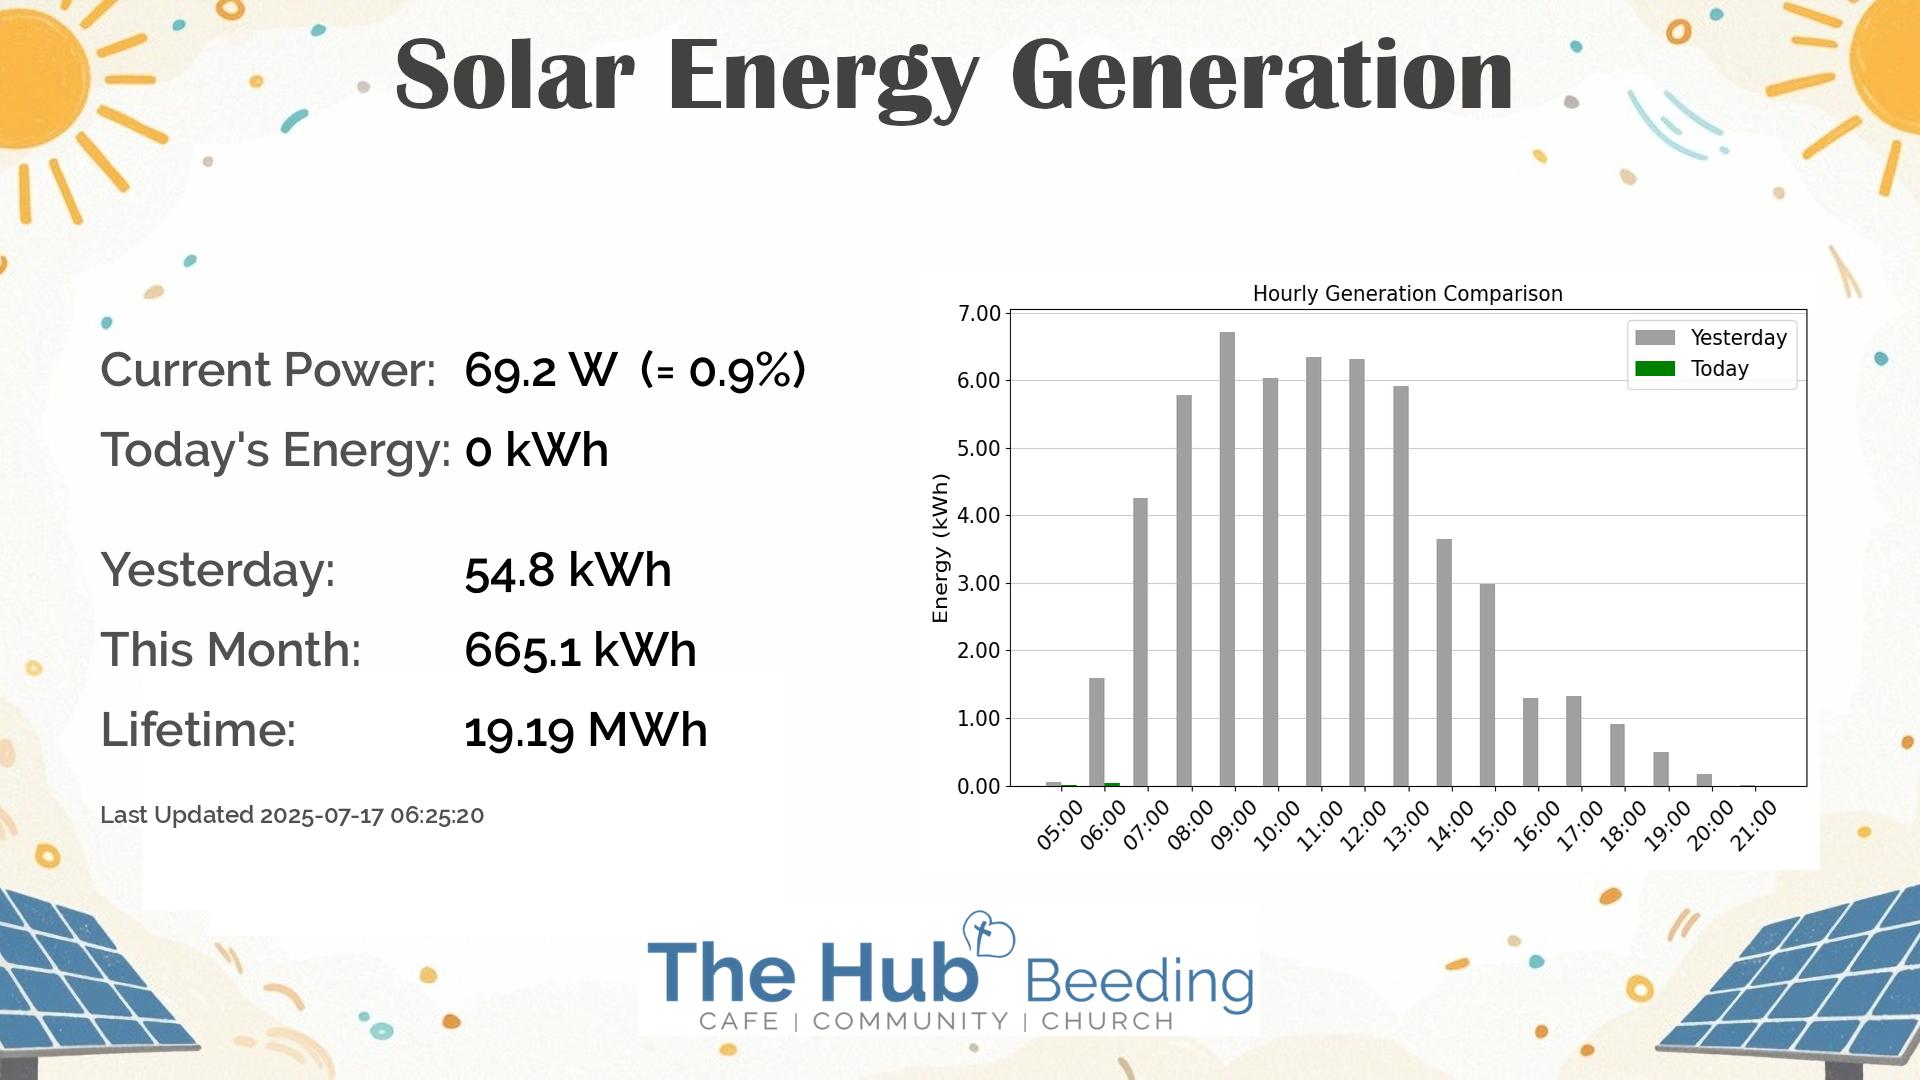 Solar Energy Generation
Current Power: 69.2 W (= 0.9%)
Today's Energy: 0 kWh
Yesterday: 54.8 kWh
This Month: 665.1 kWh
Lifetime: 19.19 MWh
Last Updated 2025-07-17 06:25:20
Hourly Generation Comparison
Yesterday
Today
Energy (kWh)
7.00
6.00
5.00
4.00
3.00
2.00
1.00
0.00
05:00 06:00 07:00 08:00 09:00 10:00 11:00 12:00 13:00 14:00 15:00 16:00 17:00 18:00 19:00 20:00 21:00
The Hub Beeding
CAFE | COMMUNITY | CHURCH